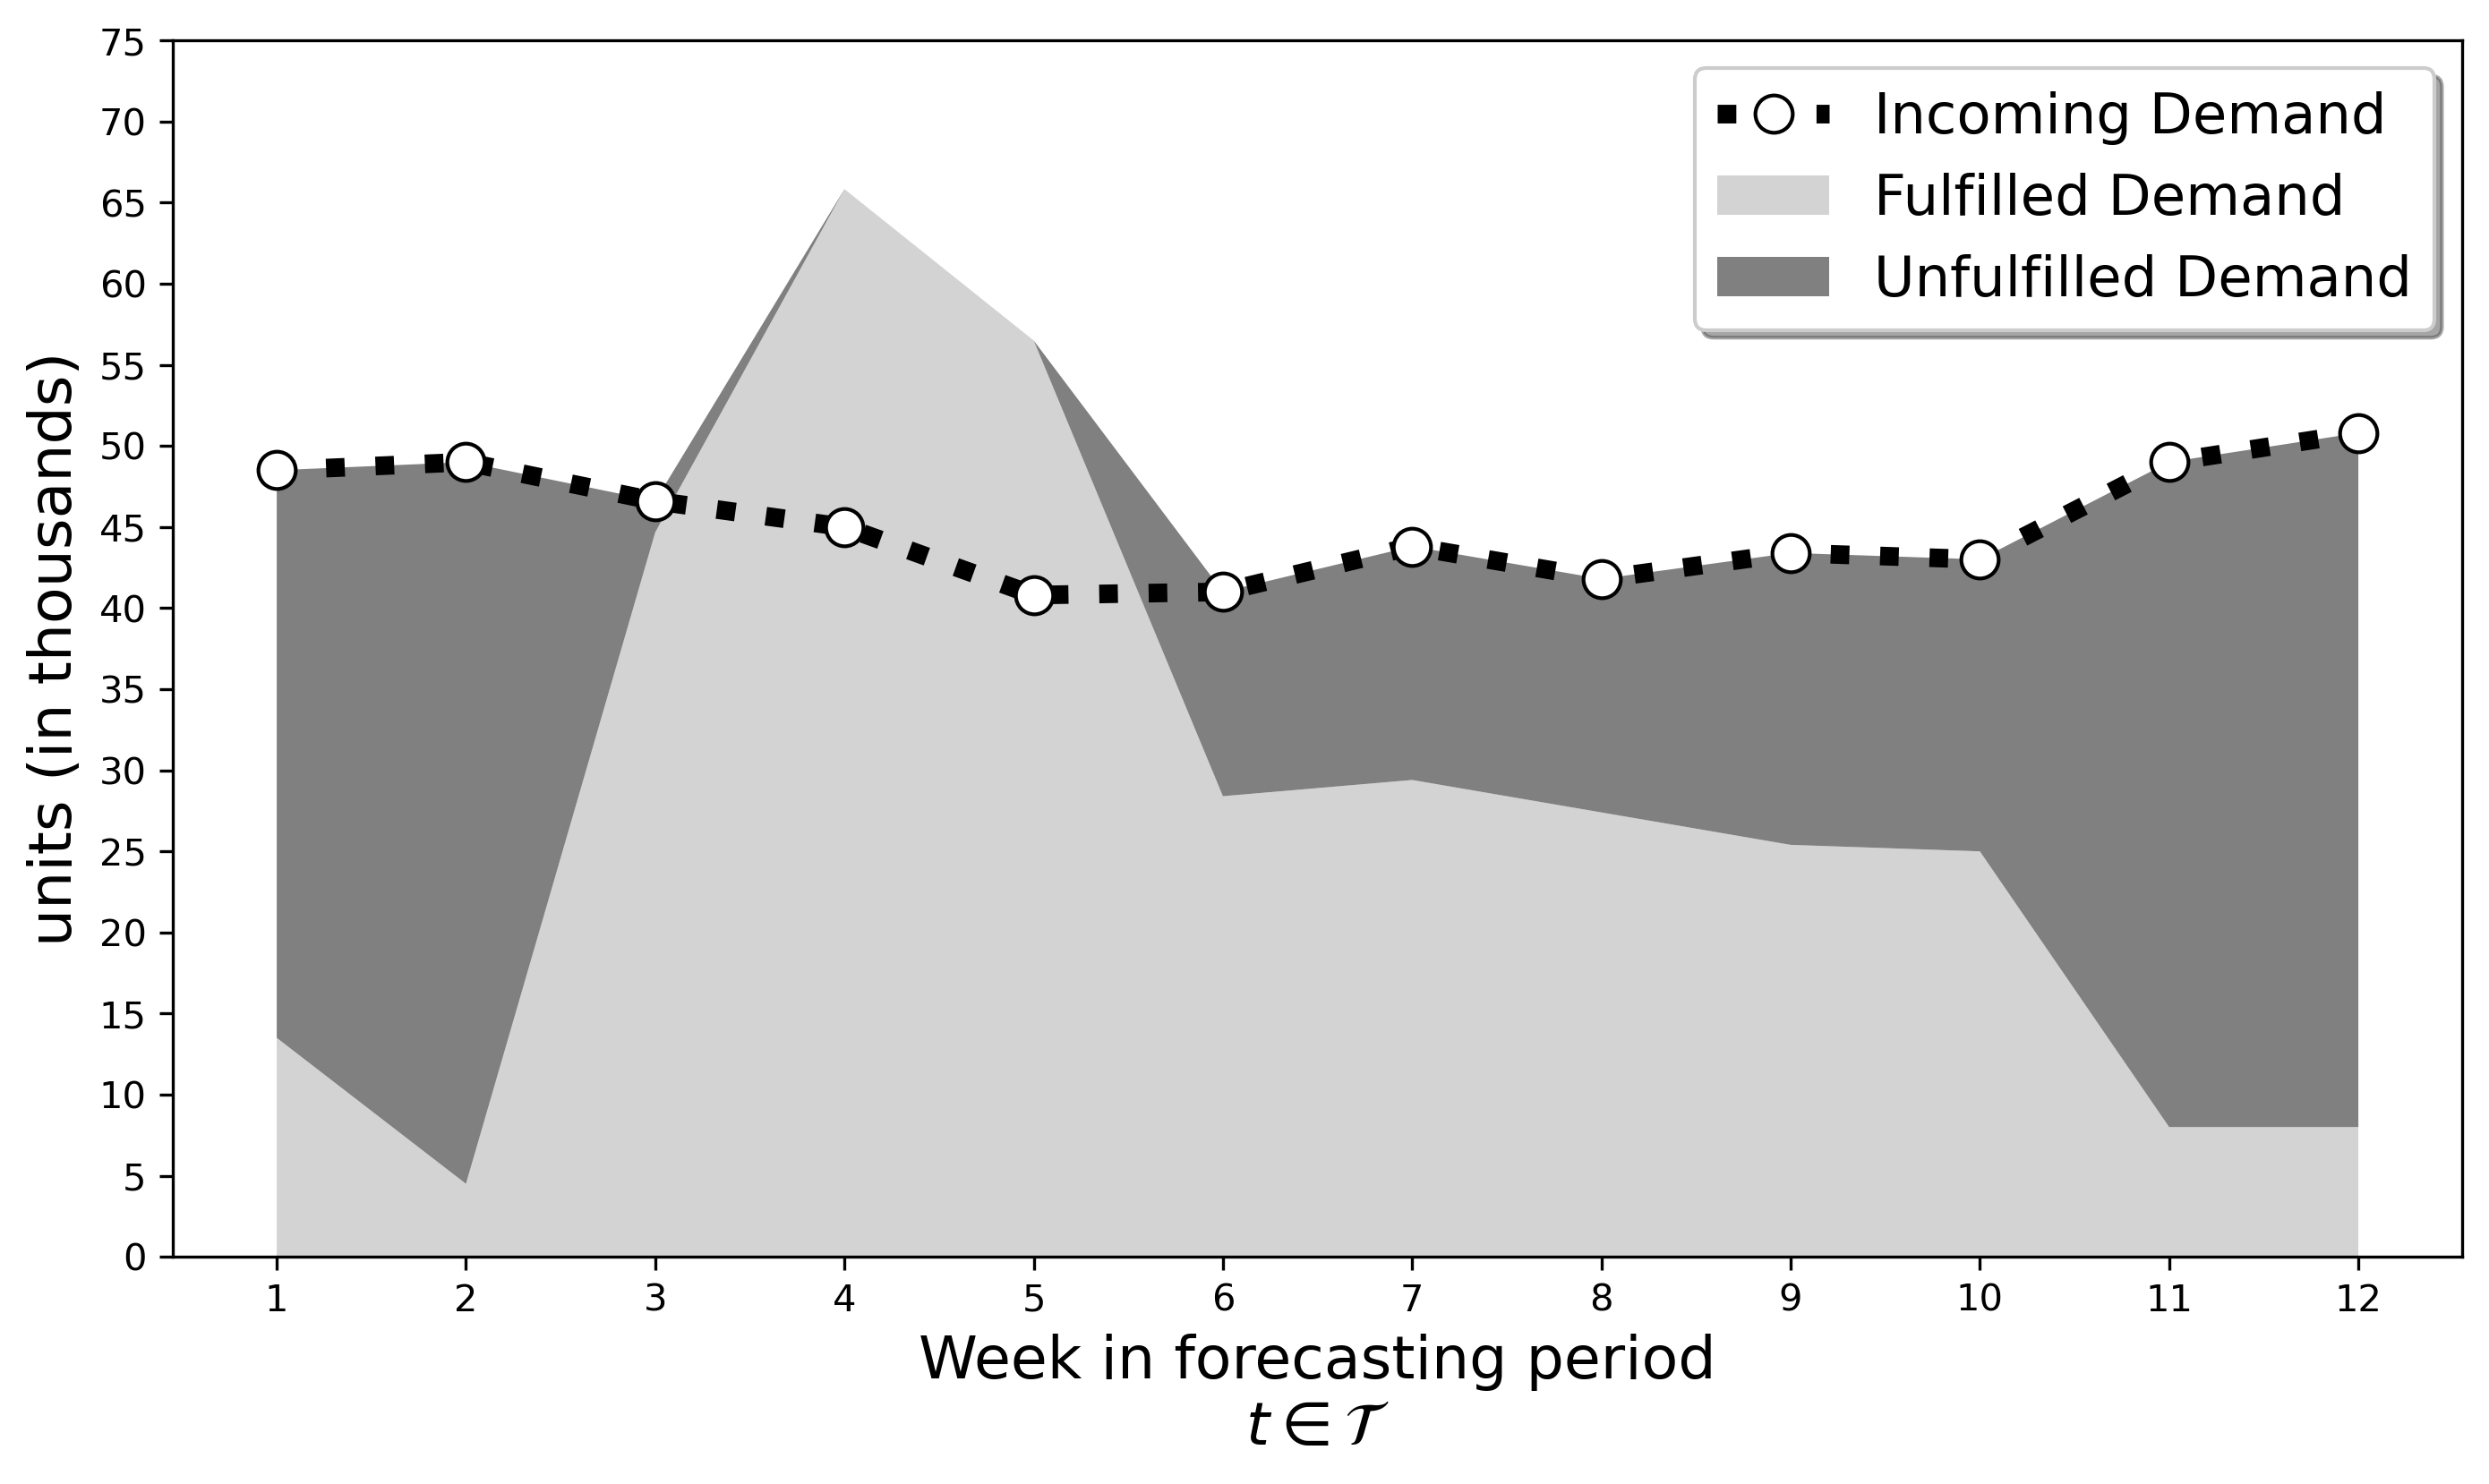 75
70
65
60
55
50
45
40
35
30
25
20
15
10
5
0
units (in thousands)
Incoming Demand
Fulfilled Demand
Unfulfilled Demand
1 2 3 4 5 6 7 8 9 10 11 12
Week in forecasting period
t ∈ 𝒯